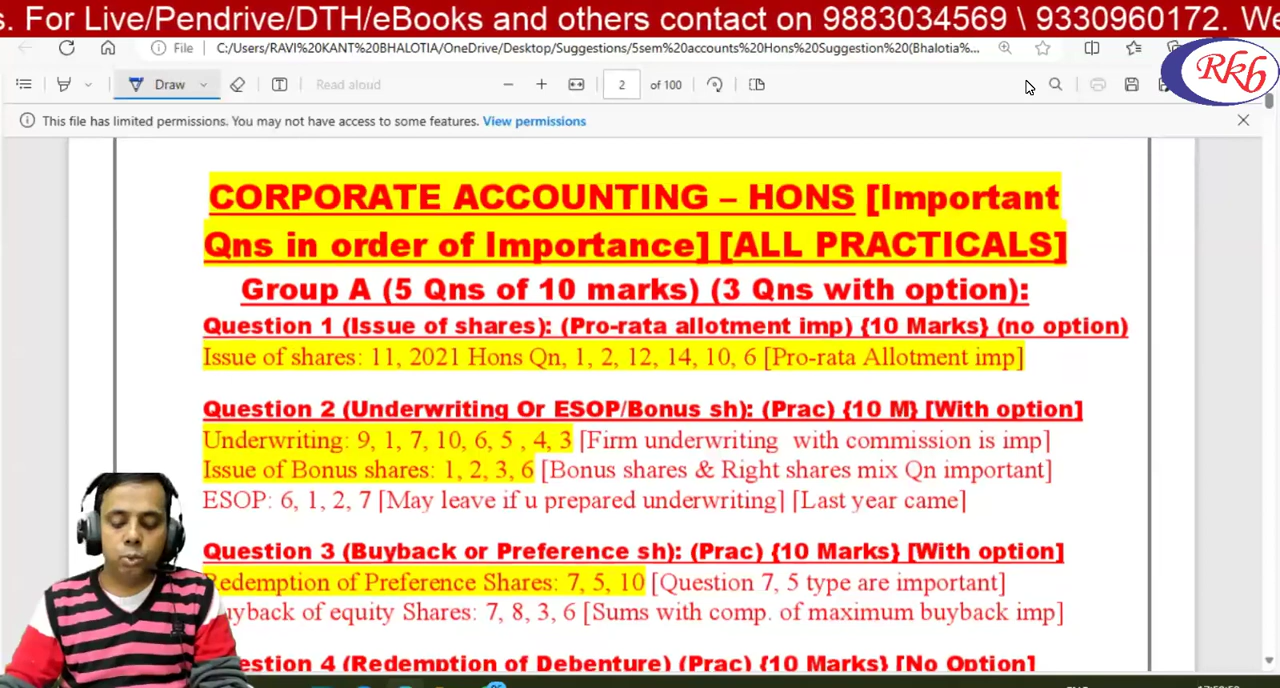 s. For Live/Pendrive/DTH/eBooks and others contact on 9883034569 \ 9330960172. We
File C:/Users/RAVI%20KANT%20BHALOTIA/OneDrive/Desktop/Suggestions/5sem%20accounts%20Hons%20Suggestion%20(Bhalotia%...
Rkb
Draw Read aloud 2 of 100
This file has limited permissions. You may not have access to some features. View permissions
CORPORATE ACCOUNTING – HONS [Important
Qns in order of Importance] [ALL PRACTICALS]
Group A (5 Qns of 10 marks) (3 Qns with option):
Question 1 (Issue of shares): (Pro-rata allotment imp) {10 Marks} (no option)
Issue of shares: 11, 2021 Hons Qn, 1, 2, 12, 14, 10, 6 [Pro-rata Allotment imp]
Question 2 (Underwriting Or ESOP/Bonus sh): (Prac) {10 M} [With option]
Underwriting: 9, 1, 7, 10, 6, 5 , 4, 3 [Firm underwriting with commission is imp]
Issue of Bonus shares: 1, 2, 3, 6 [Bonus shares & Right shares mix Qn important]
ESOP: 6, 1, 2, 7 [May leave if u prepared underwriting] [Last year came]
Question 3 (Buyback or Preference sh): (Prac) {10 Marks} [With option]
Redemption of Preference Shares: 7, 5, 10 [Question 7, 5 type are important]
uyback of equity Shares: 7, 8, 3, 6 [Sums with comp. of maximum buyback imp]
estion 4 (Redemption of Debenture) (Prac) {10 Marks} [No Option]